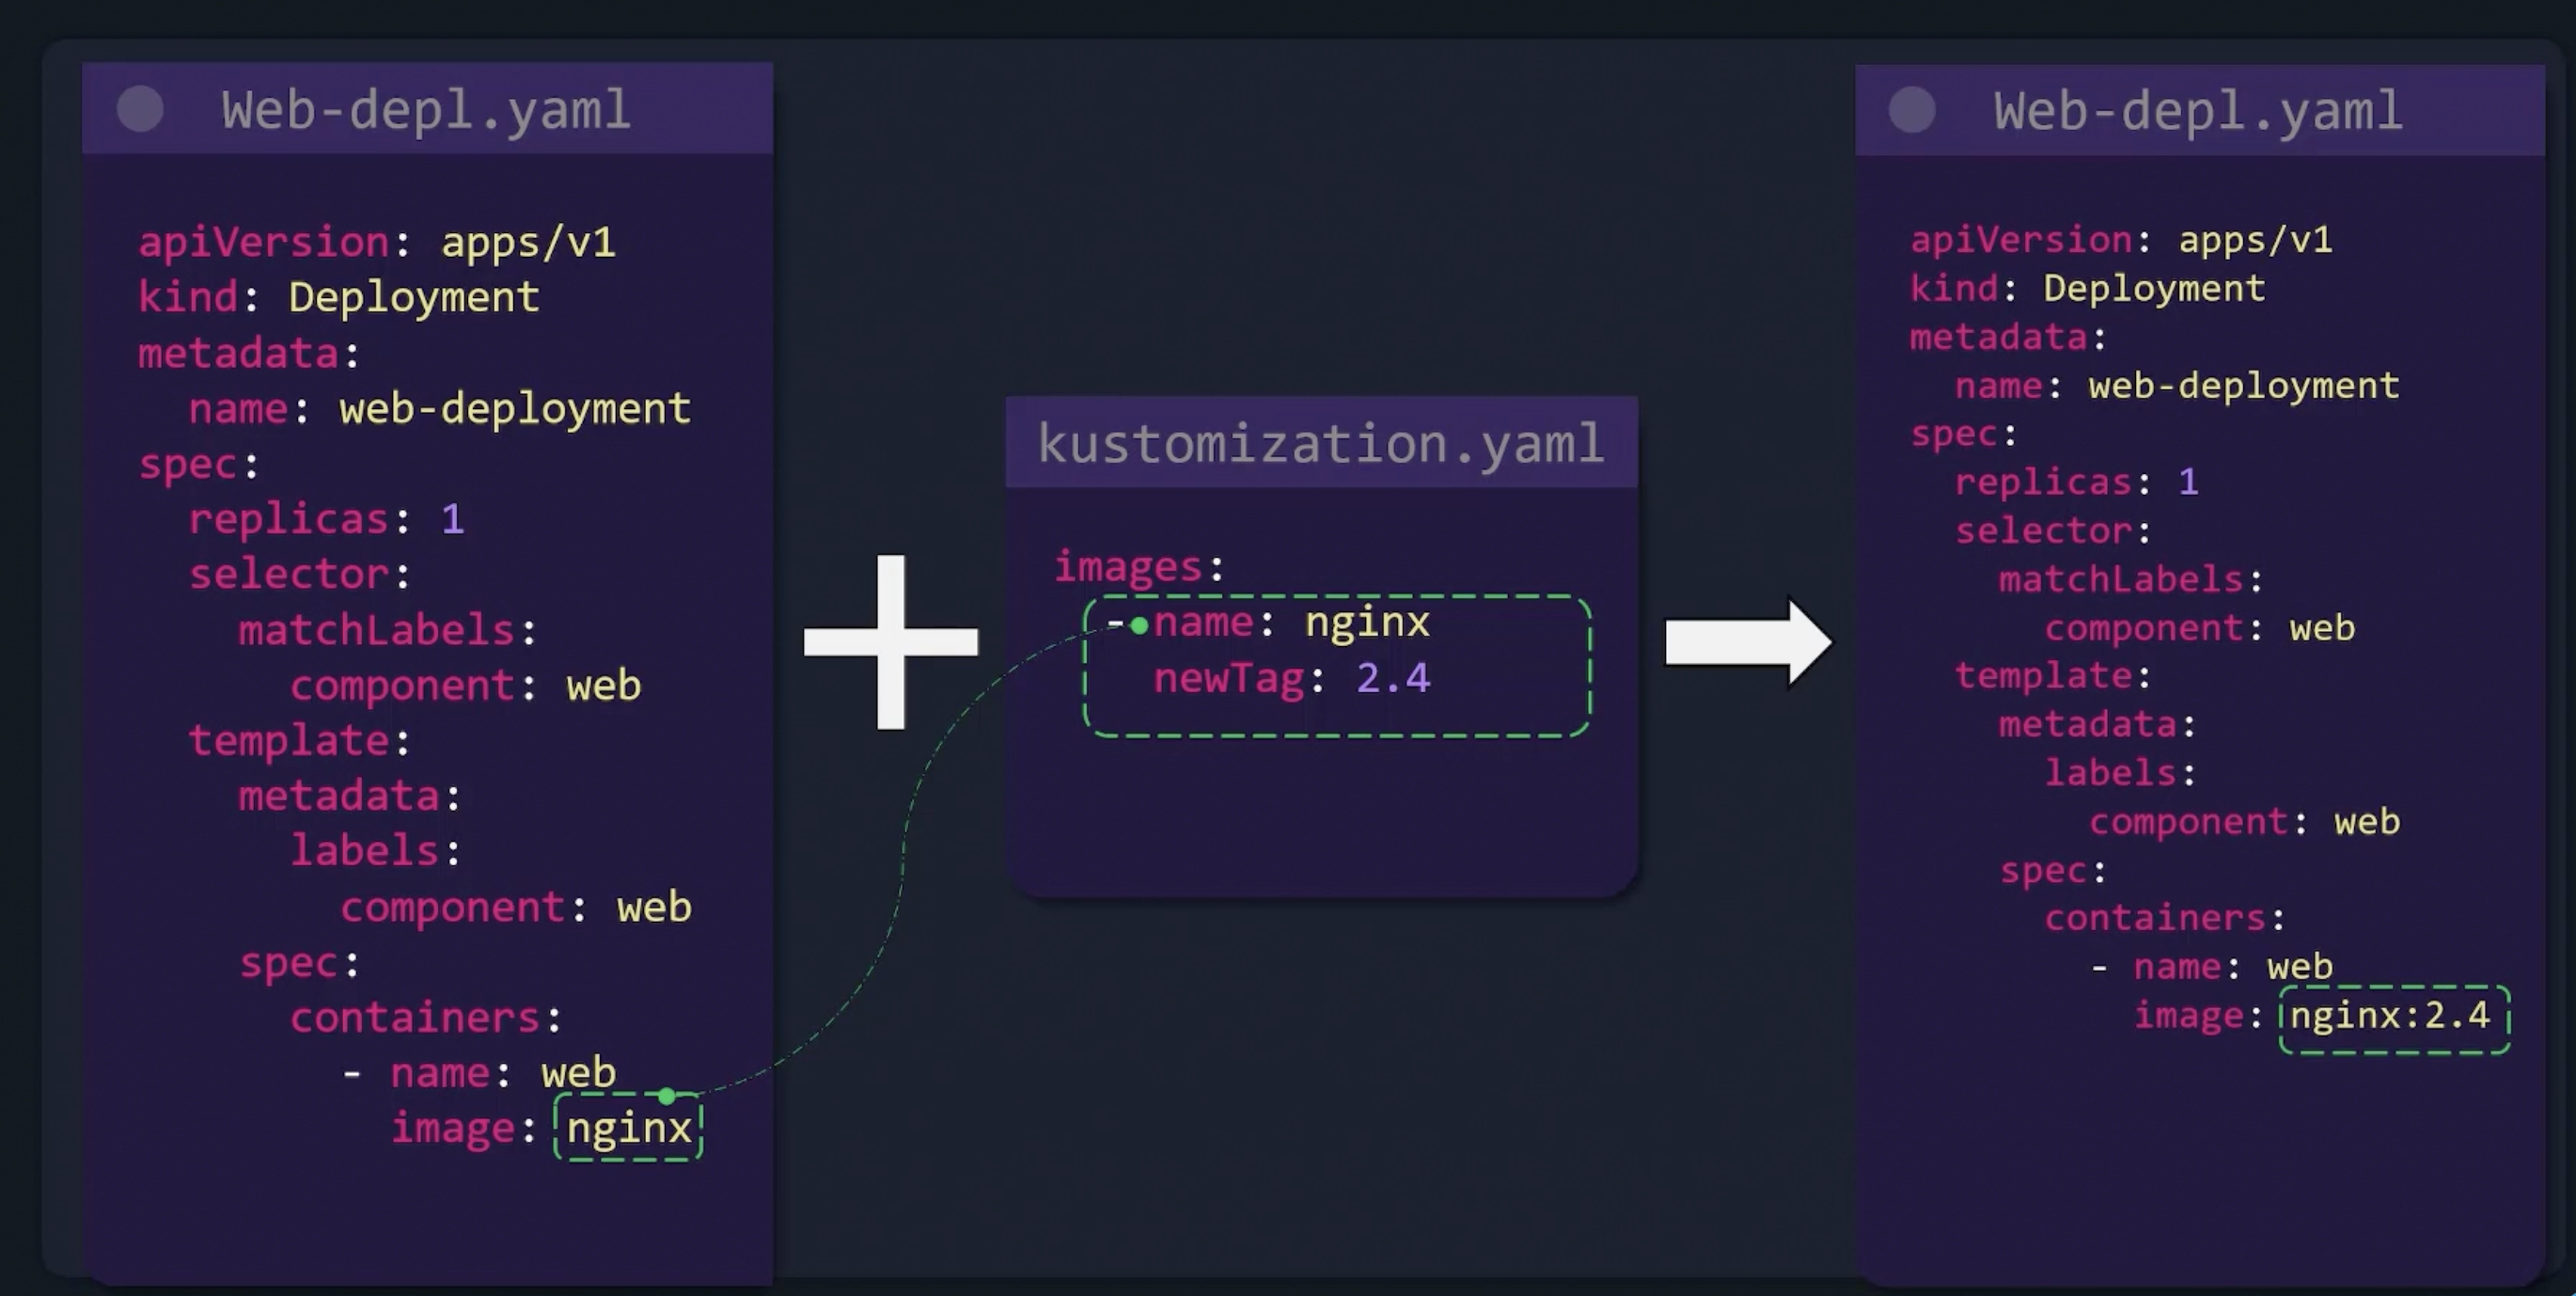 Web-depl.yaml
apiVersion: apps/v1
kind: Deployment
metadata:
  name: web-deployment
spec:
  replicas: 1
  selector:
    matchLabels:
      component: web
  template:
    metadata:
      labels:
        component: web
    spec:
      containers:
        - name: web
          image: nginx
kustomization.yaml
images:
  - name: nginx
    newTag: 2.4
Web-depl.yaml
apiVersion: apps/v1
kind: Deployment
metadata:
  name: web-deployment
spec:
  replicas: 1
  selector:
    matchLabels:
      component: web
  template:
    metadata:
      labels:
        component: web
    spec:
      containers:
        - name: web
          image: nginx:2.4